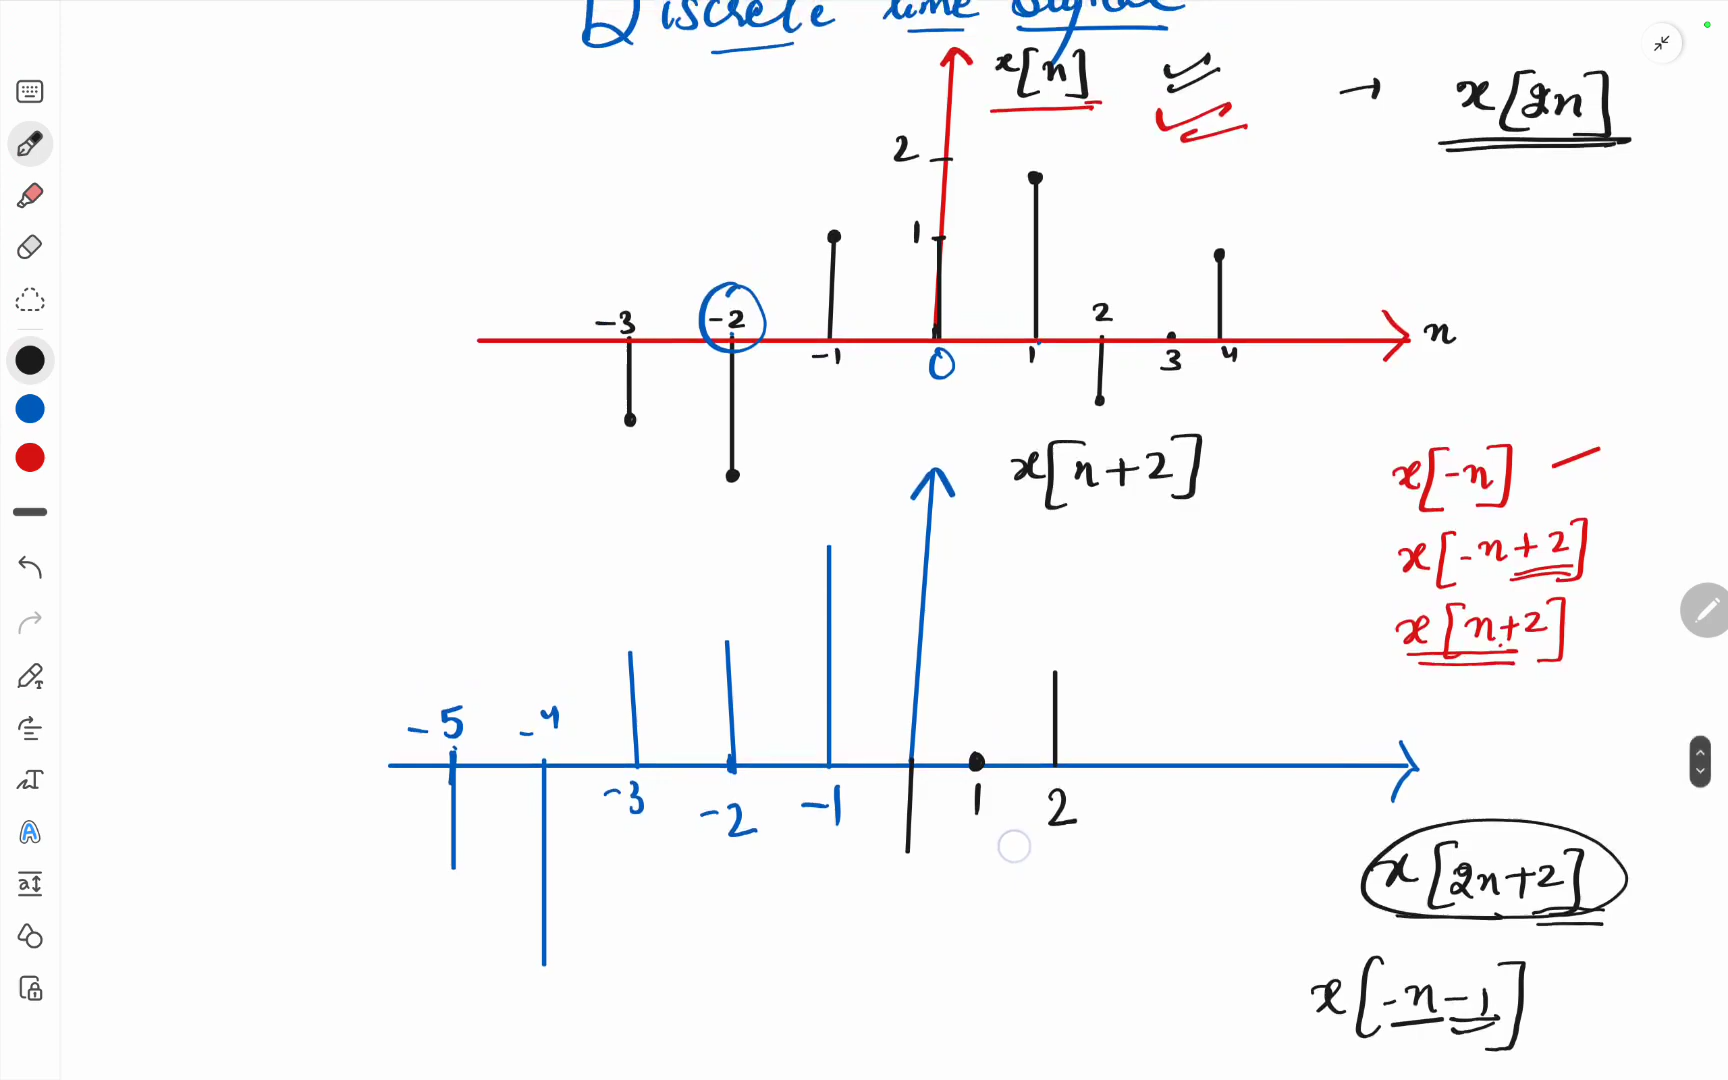 Discrete time signal
x[n]
→ x[2n]
2
1
-3
-2
2
n
-1
0
1
3
4
x[n+2]
x[-n]
x[-n+2]
x[n+2]
-5
-4
-3
-2
-1
1
2
x[2n+2]
x[-n-1]